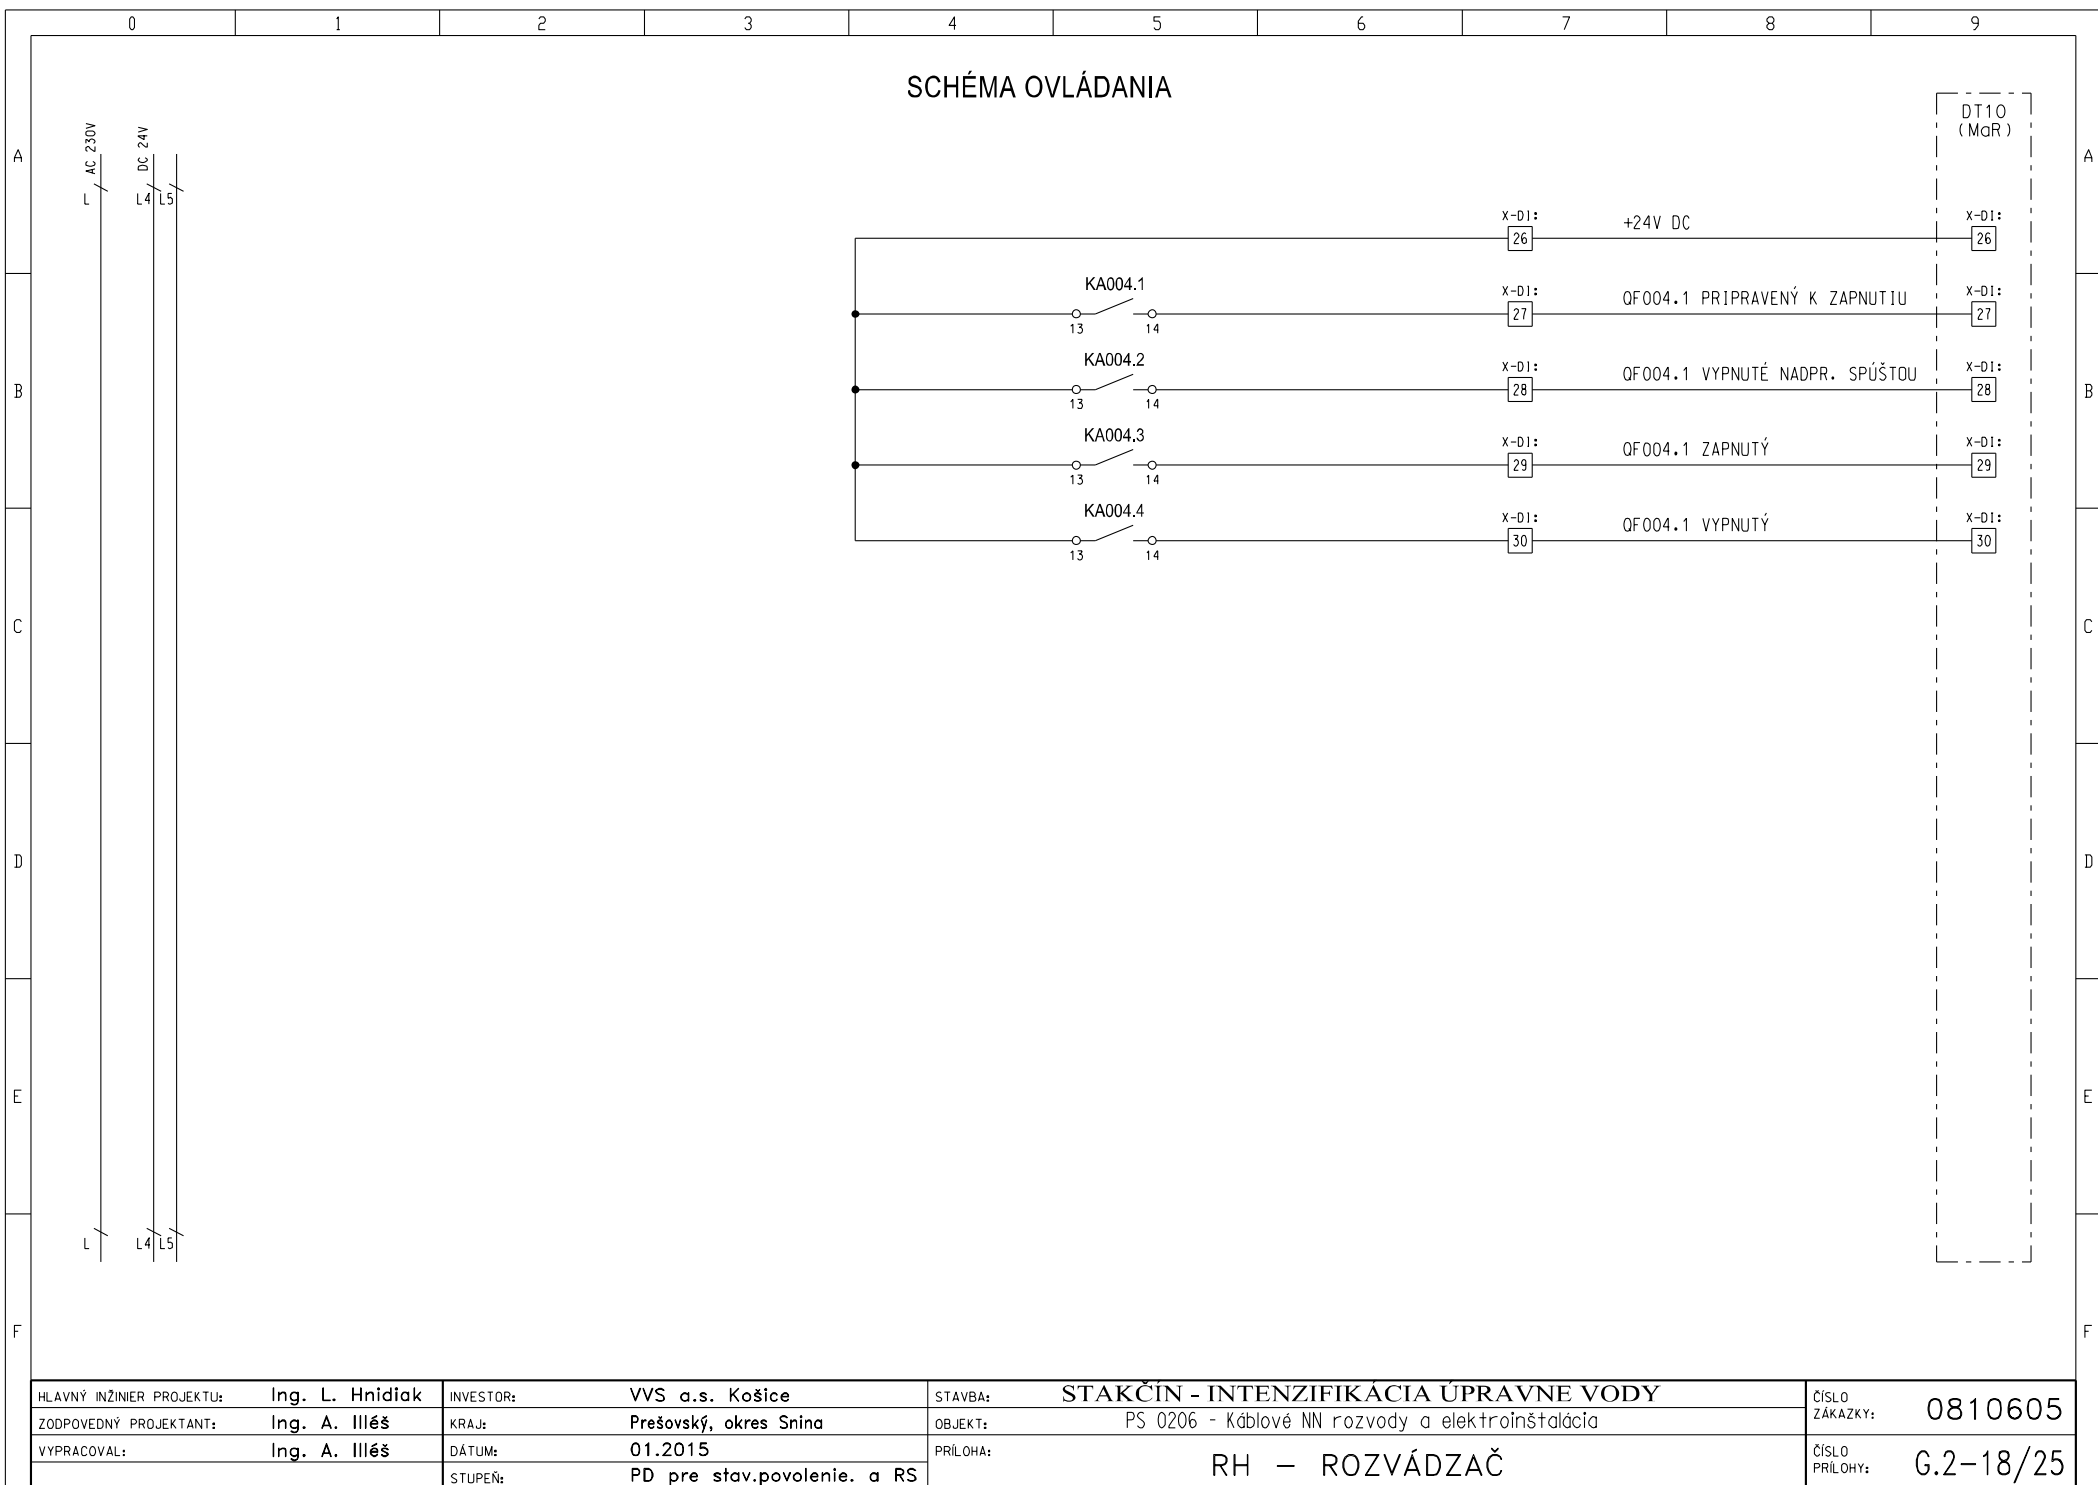 0 1 2 3 4 5 6 7 8 9
SCHÉMA OVLÁDANIA
DT10
(MaR)
A A
AC 230V DC 24V
L L4 L5
X-DI: +24V DC X-DI:
26 26
KA004.1 X-DI: QF004.1 PRIPRAVENÝ K ZAPNUTIU X-DI:
13 14 27 27
KA004.2 X-DI: QF004.1 VYPNUTÉ NADPR. SPÚŠTOU X-DI:
B 13 14 28 28 B
KA004.3 X-DI: QF004.1 ZAPNUTÝ X-DI:
13 14 29 29
KA004.4 X-DI: QF004.1 VYPNUTÝ X-DI:
13 14 30 30
C C
D D
E E
L L4 L5
F F
HLAVNÝ INŽINIER PROJEKTU: Ing. L. Hnidiak
ZODPOVEDNÝ PROJEKTANT: Ing. A. Illéš
VYPRACOVAL: Ing. A. Illéš
INVESTOR: VVS a.s. Košice
KRAJ: Prešovský, okres Snina
DÁTUM: 01.2015
STUPEŇ: PD pre stav.povolenie. a RS
STAVBA: STAKČÍN - INTENZIFIKÁCIA ÚPRAVNE VODY
OBJEKT: PS 0206 - Káblové NN rozvody a elektroinštalácia
PRÍLOHA: RH – ROZVÁDZAČ
ČÍSLO
ZÁKAZKY: 0810605
ČÍSLO
PRÍLOHY: G.2–18/25